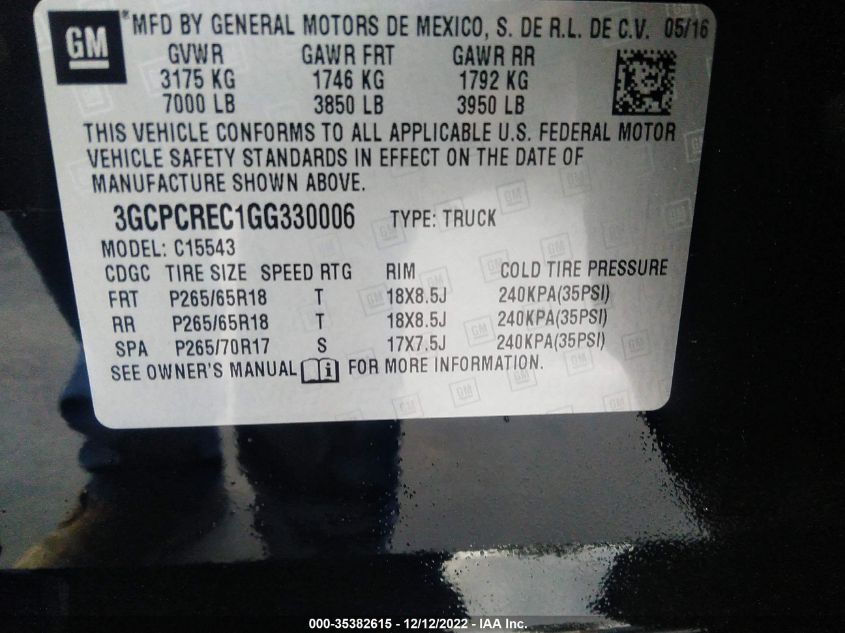 GM
MFD BY GENERAL MOTORS DE MEXICO, S. DE R.L. DE C.V. 05/16
GVWR GAWR FRT GAWR RR
3175 KG 1746 KG 1792 KG
7000 LB 3850 LB 3950 LB
THIS VEHICLE CONFORMS TO ALL APPLICABLE U.S. FEDERAL MOTOR
VEHICLE SAFETY STANDARDS IN EFFECT ON THE DATE OF
MANUFACTURE SHOWN ABOVE.
3GCPCREC1GG330006 TYPE: TRUCK
MODEL: C15543
CDGC TIRE SIZE SPEED RTG RIM COLD TIRE PRESSURE
FRT P265/65R18 T 18X8.5J 240KPA(35PSI)
RR P265/65R18 T 18X8.5J 240KPA(35PSI)
SPA P265/70R17 S 17X7.5J 240KPA(35PSI)
SEE OWNER'S MANUAL i FOR MORE INFORMATION.
000-35382615 - 12/12/2022 - IAA Inc.